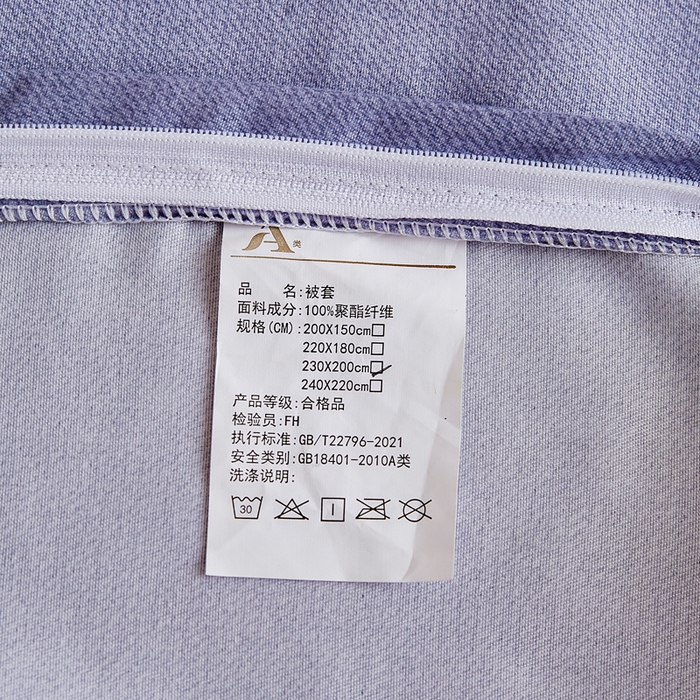 A类
品 名:被套
面料成分:100%聚酯纤维
规格(CM):200X150cm□
220X180cm□
230X200cm☑
240X220cm□
产品等级:合格品
检验员:FH
执行标准:GB/T22796-2021
安全类别:GB18401-2010A类
洗涤说明:
30